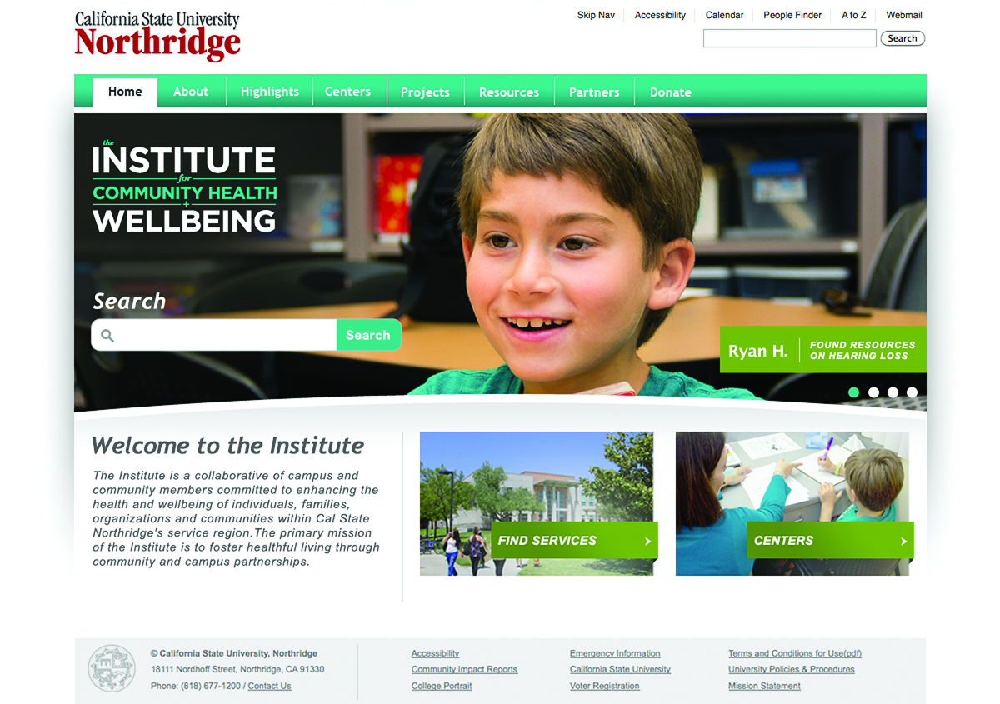 California State University
Northridge
Skip Nav Accessibility Calendar People Finder A to Z Webmail
Search
Home About Highlights Centers Projects Resources Partners Donate
the
INSTITUTE
for
COMMUNITY HEALTH
+
WELLBEING
Search
Search
Ryan H.
FOUND RESOURCES
ON HEARING LOSS
Welcome to the Institute
The Institute is a collaborative of campus and
community members committed to enhancing the
health and wellbeing of individuals, families,
organizations and communities within Cal State
Northridge's service region.The primary mission
of the Institute is to foster healthful living through
community and campus partnerships.
FIND SERVICES
CENTERS
© California State University, Northridge
18111 Nordhoff Street, Northridge, CA 91330
Phone: (818) 677-1200 / Contact Us
Accessibility
Community Impact Reports
College Portrait
Emergency Information
California State University
Voter Registration
Terms and Conditions for Use(pdf)
University Policies & Procedures
Mission Statement